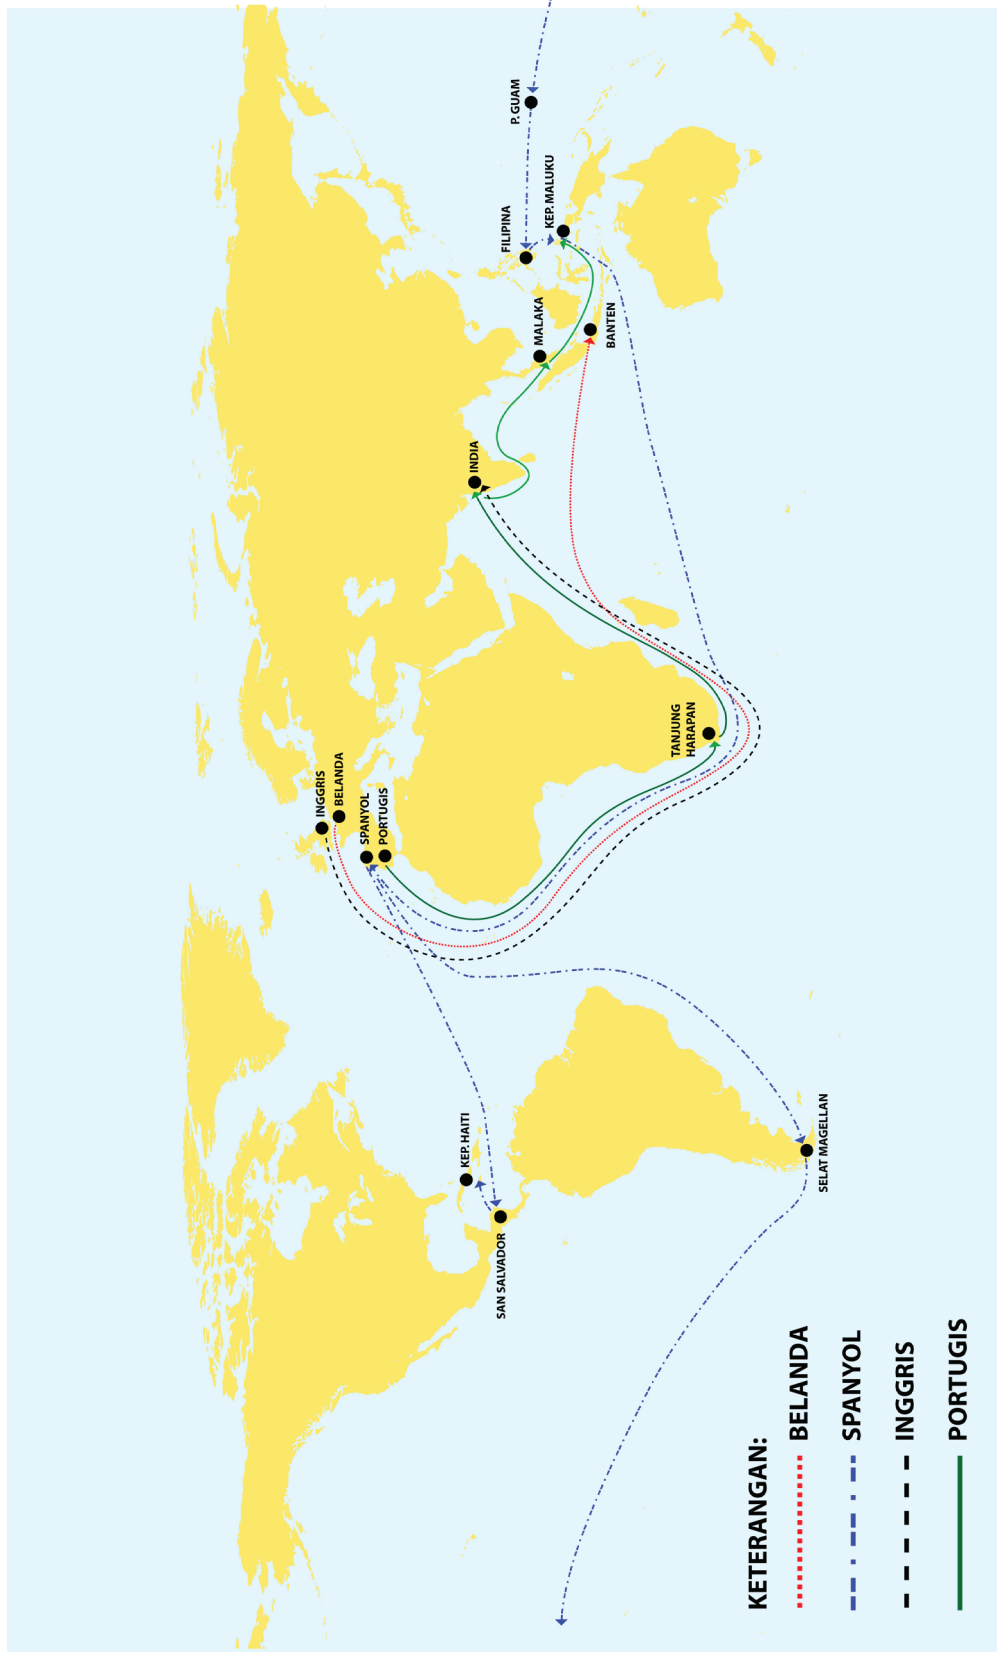 INGGRIS
BELANDA
SPANYOL
PORTUGIS
KEP. HAITI
SAN SALVADOR
SELAT MAGELLAN
TANJUNG
HARAPAN
INDIA
MALAKA
BANTEN
FILIPINA
KEP. MALUKU
P. GUAM
KETERANGAN:
BELANDA
SPANYOL
INGGRIS
PORTUGIS